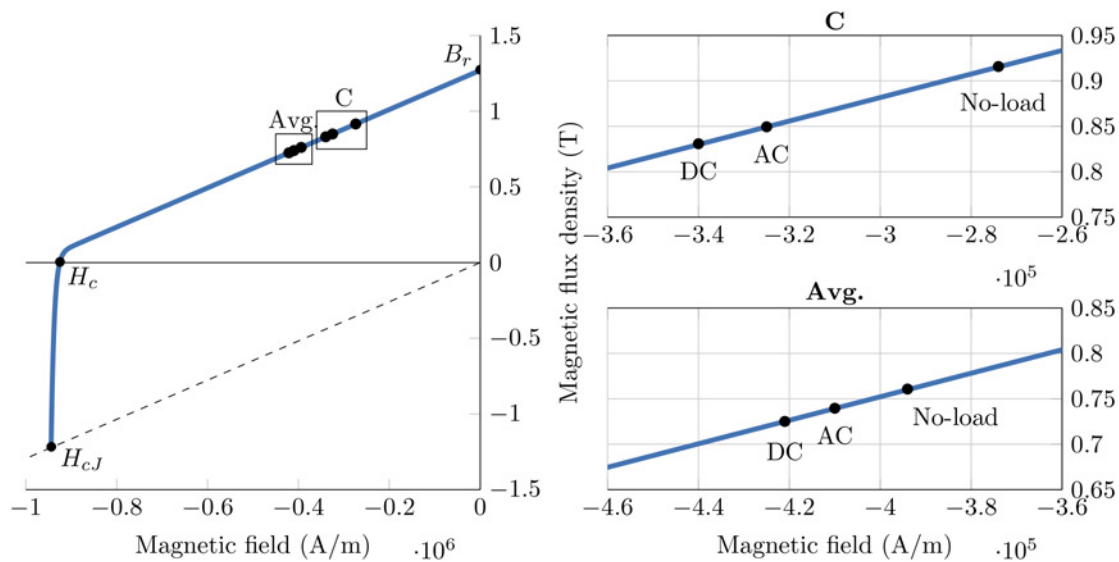 1.5
B_r
C
1
Avg.
0.5
0
H_c
−0.5
−1
H_{cJ}
−1.5
−1 −0.8 −0.6 −0.4 −0.2 0
Magnetic field (A/m) ·10^6
Magnetic flux density (T)
C
0.95
0.9
No-load
0.85
DC AC
0.8
0.75
−3.6 −3.4 −3.2 −3 −2.8 −2.6
·10^5
Avg.
0.85
0.8
0.75
No-load
DC AC
0.7
0.65
−4.6 −4.4 −4.2 −4 −3.8 −3.6
Magnetic field (A/m) ·10^5